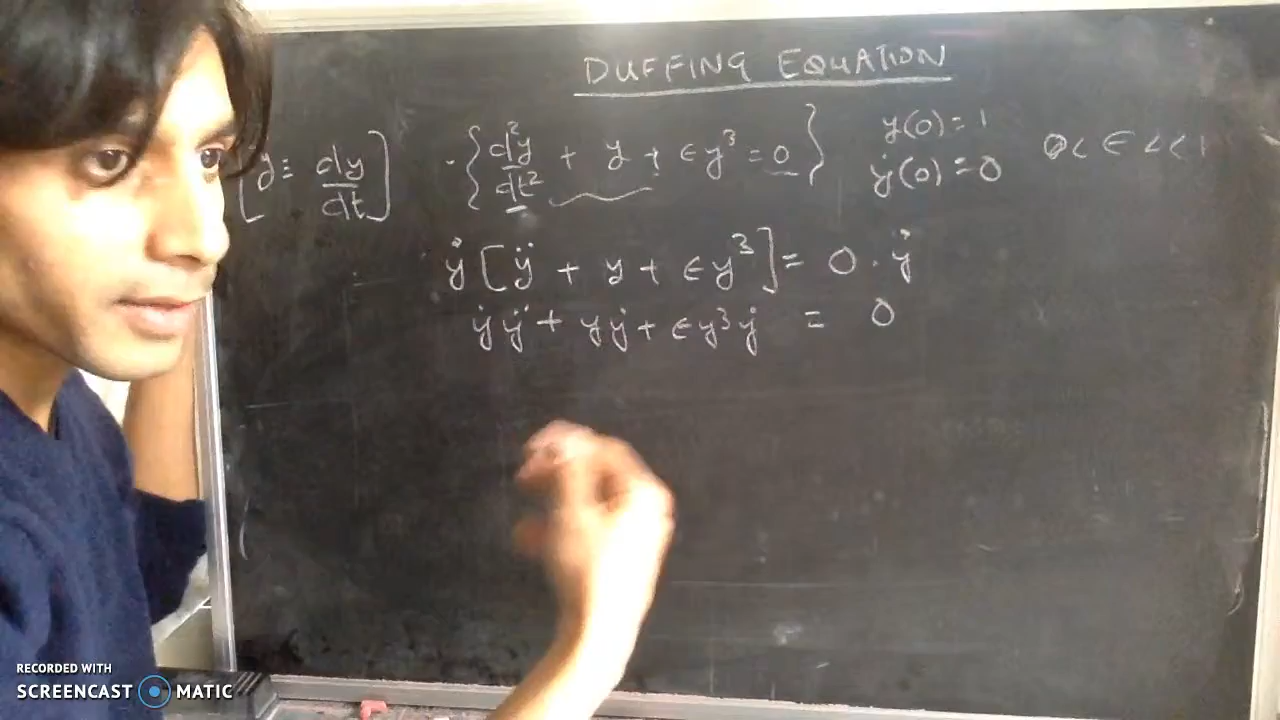 DUFFING EQUATION
[ẏ ≡ dy/dt] {d²y/dt² + y + εy³ = 0} y(0) = 1 0 < ε << 1
ẏ(0) = 0
ẏ[ÿ + y + εy³] = 0 · ẏ
ẏÿ + yẏ + εy³ẏ = 0
RECORDED WITH
SCREENCAST MATIC